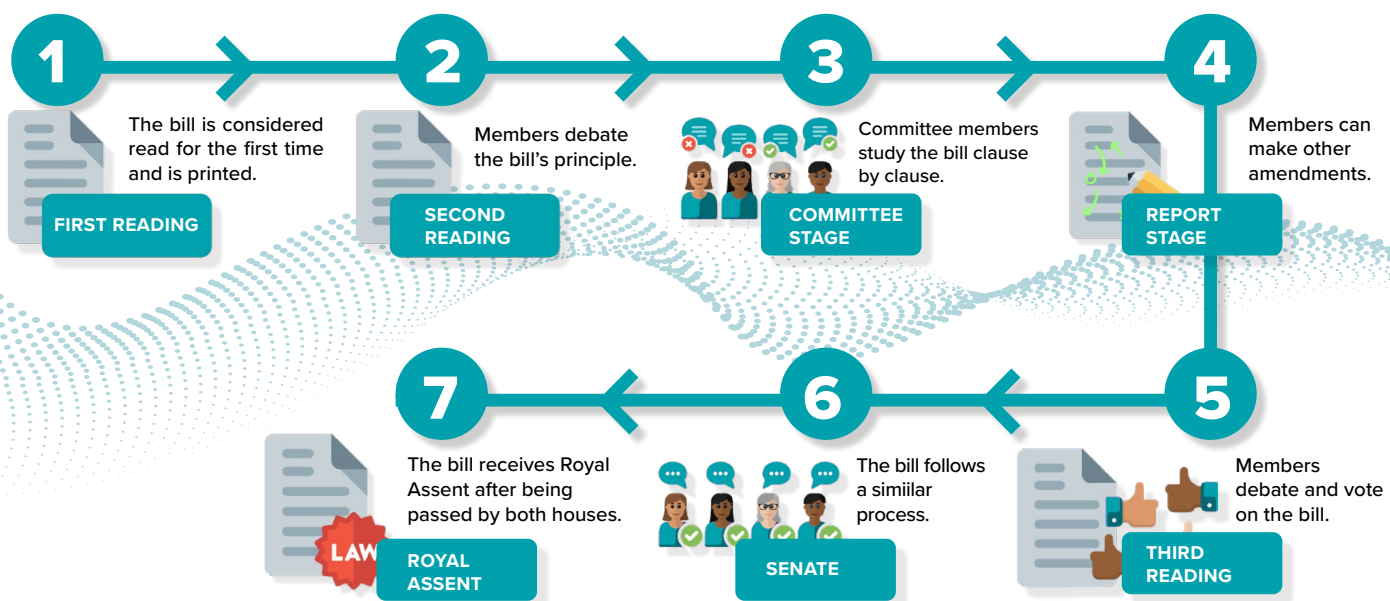 1
The bill is considered
read for the first time
and is printed.
FIRST READING
2
Members debate
the bill's principle.
SECOND
READING
3
Committee members
study the bill clause
by clause.
COMMITTEE
STAGE
4
Members can
make other
amendments.
REPORT
STAGE
5
Members
debate and vote
on the bill.
THIRD
READING
6
The bill follows
a simiilar
process.
SENATE
7
The bill receives Royal
Assent after being
passed by both houses.
LAW
ROYAL
ASSENT